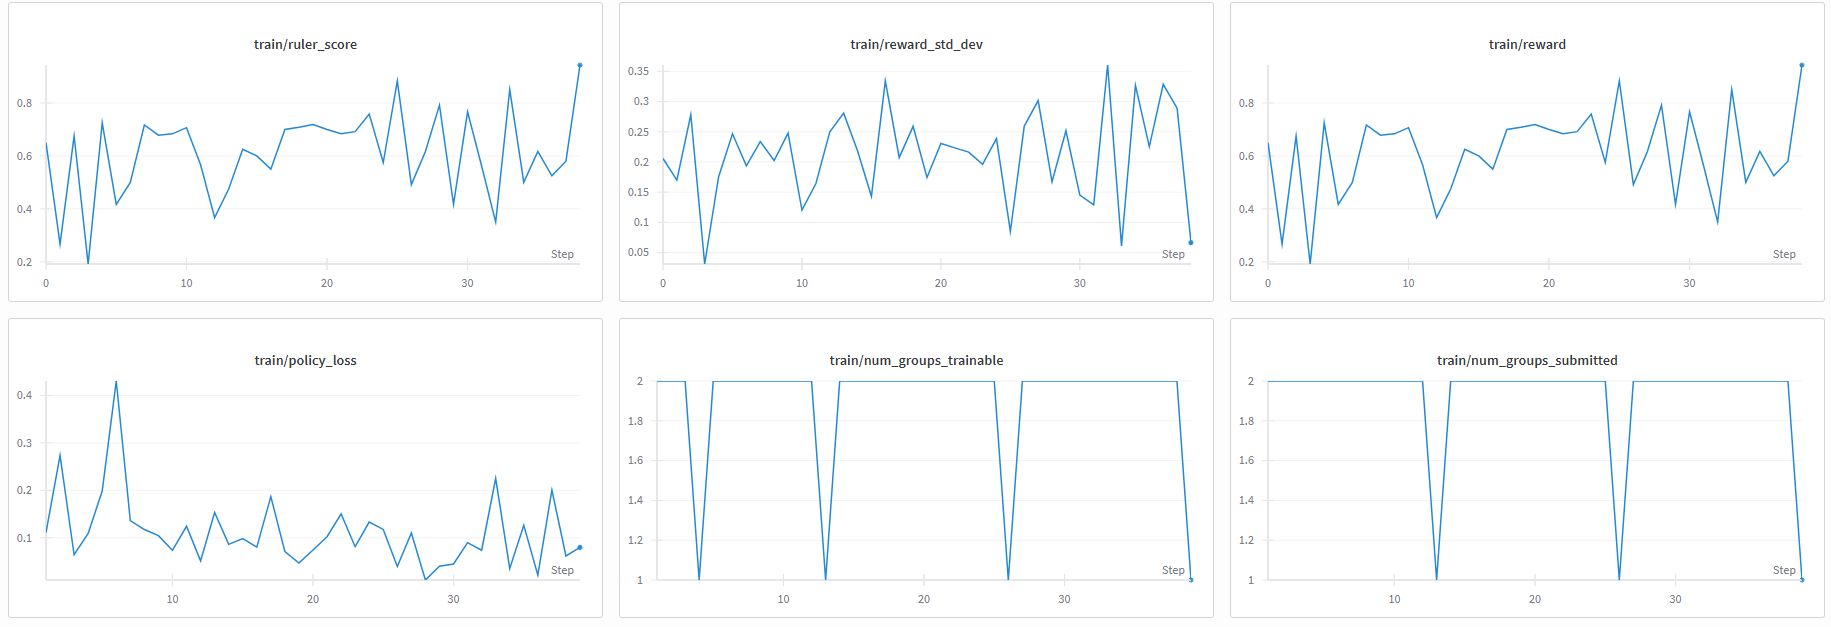 train/ruler_score
0.8
0.6
0.4
0.2
Step
0 10 20 30
train/reward_std_dev
0.35
0.3
0.25
0.2
0.15
0.1
0.05
Step
0 10 20 30
train/reward
0.8
0.6
0.4
0.2
Step
0 10 20 30
train/policy_loss
0.4
0.3
0.2
0.1
Step
10 20 30
train/num_groups_trainable
2
1.8
1.6
1.4
1.2
1
Step
10 20 30
train/num_groups_submitted
2
1.8
1.6
1.4
1.2
1
Step
10 20 30